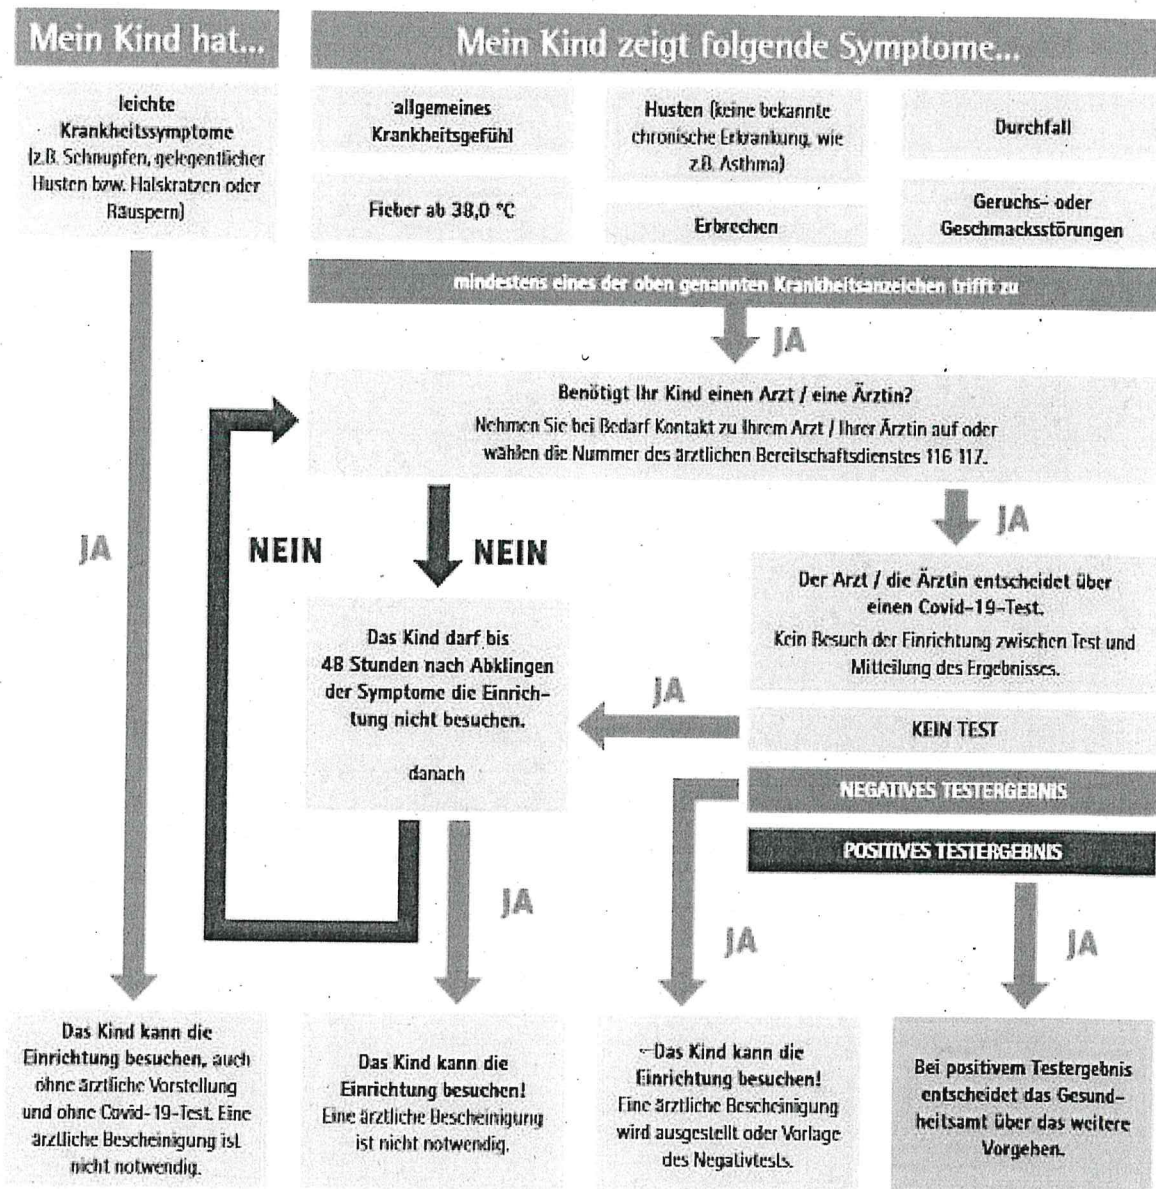 Mein Kind hat...
leichte
Krankheitssymptome
(z.B. Schnupfen, gelegentlicher
Husten bzw. Halskratzen oder
Räuspern)
JA
Das Kind kann die
Einrichtung besuchen, auch
ohne ärztliche Vorstellung
und ohne Covid-19-Test. Eine
ärztliche Bescheinigung ist
nicht notwendig.
Mein Kind zeigt folgende Symptome...
allgemeines
Krankheitsgefühl
Husten (keine bekannte
chronische Erkrankung, wie
z.B. Asthma)
Durchfall
Fieber ab 38,0 °C
Erbrechen
Geruchs- oder
Geschmacksstörungen
mindestens eines der oben genannten Krankheitsanzeichen trifft zu
JA
Benötigt Ihr Kind einen Arzt / eine Ärztin?
Nehmen Sie bei Bedarf Kontakt zu Ihrem Arzt / Ihrer Ärztin auf oder
wählen die Nummer des ärztlichen Bereitschaftsdienstes 116 117.
NEIN
NEIN
JA
Das Kind darf bis
48 Stunden nach Abklingen
der Symptome die Einrich-
tung nicht besuchen.
danach
Der Arzt / die Ärztin entscheidet über
einen Covid-19-Test.
Kein Besuch der Einrichtung zwischen Test und
Mitteilung des Ergebnisses.
JA
KEIN TEST
NEGATIVES TESTERGEBNIS
POSITIVES TESTERGEBNIS
JA
JA
JA
Das Kind kann die
Einrichtung besuchen!
Eine ärztliche Bescheinigung
ist nicht notwendig.
Das Kind kann die
Einrichtung besuchen!
Eine ärztliche Bescheinigung
wird ausgestellt oder Vorlage
des Negativtests.
Bei positivem Testergebnis
entscheidet das Gesund-
heitsamt über das weitere
Vorgehen.